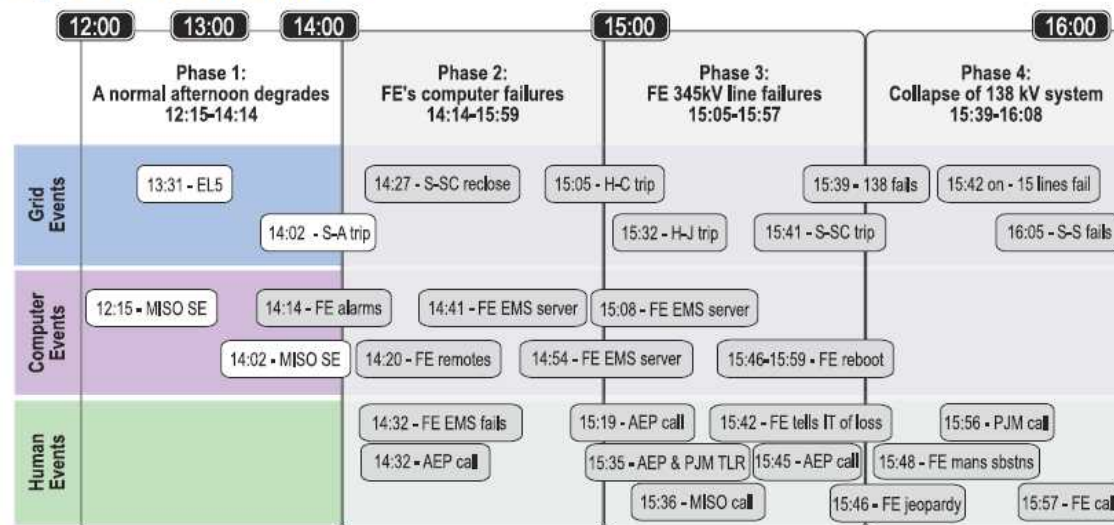 12:00
13:00
14:00
15:00
16:00
Phase 1:
A normal afternoon degrades
12:15-14:14
Phase 2:
FE's computer failures
14:14-15:59
Phase 3:
FE 345kV line failures
15:05-15:57
Phase 4:
Collapse of 138 kV system
15:39-16:08
Grid
Events
13:31 - EL5
14:27 - S-SC reclose
15:05 - H-C trip
15:39 - 138 fails
15:42 on - 15 lines fail
14:02 - S-A trip
15:32 - H-J trip
15:41 - S-SC trip
16:05 - S-S fails
Computer
Events
12:15 - MISO SE
14:14 - FE alarms
14:41 - FE EMS server
15:08 - FE EMS server
14:02 - MISO SE
14:20 - FE remotes
14:54 - FE EMS server
15:46-15:59 - FE reboot
Human
Events
14:32 - FE EMS fails
15:19 - AEP call
15:42 - FE tells IT of loss
15:56 - PJM call
14:32 - AEP call
15:35 - AEP & PJM TLR
15:45 - AEP call
15:48 - FE mans sbstns
15:36 - MISO call
15:46 - FE jeopardy
15:57 - FE call